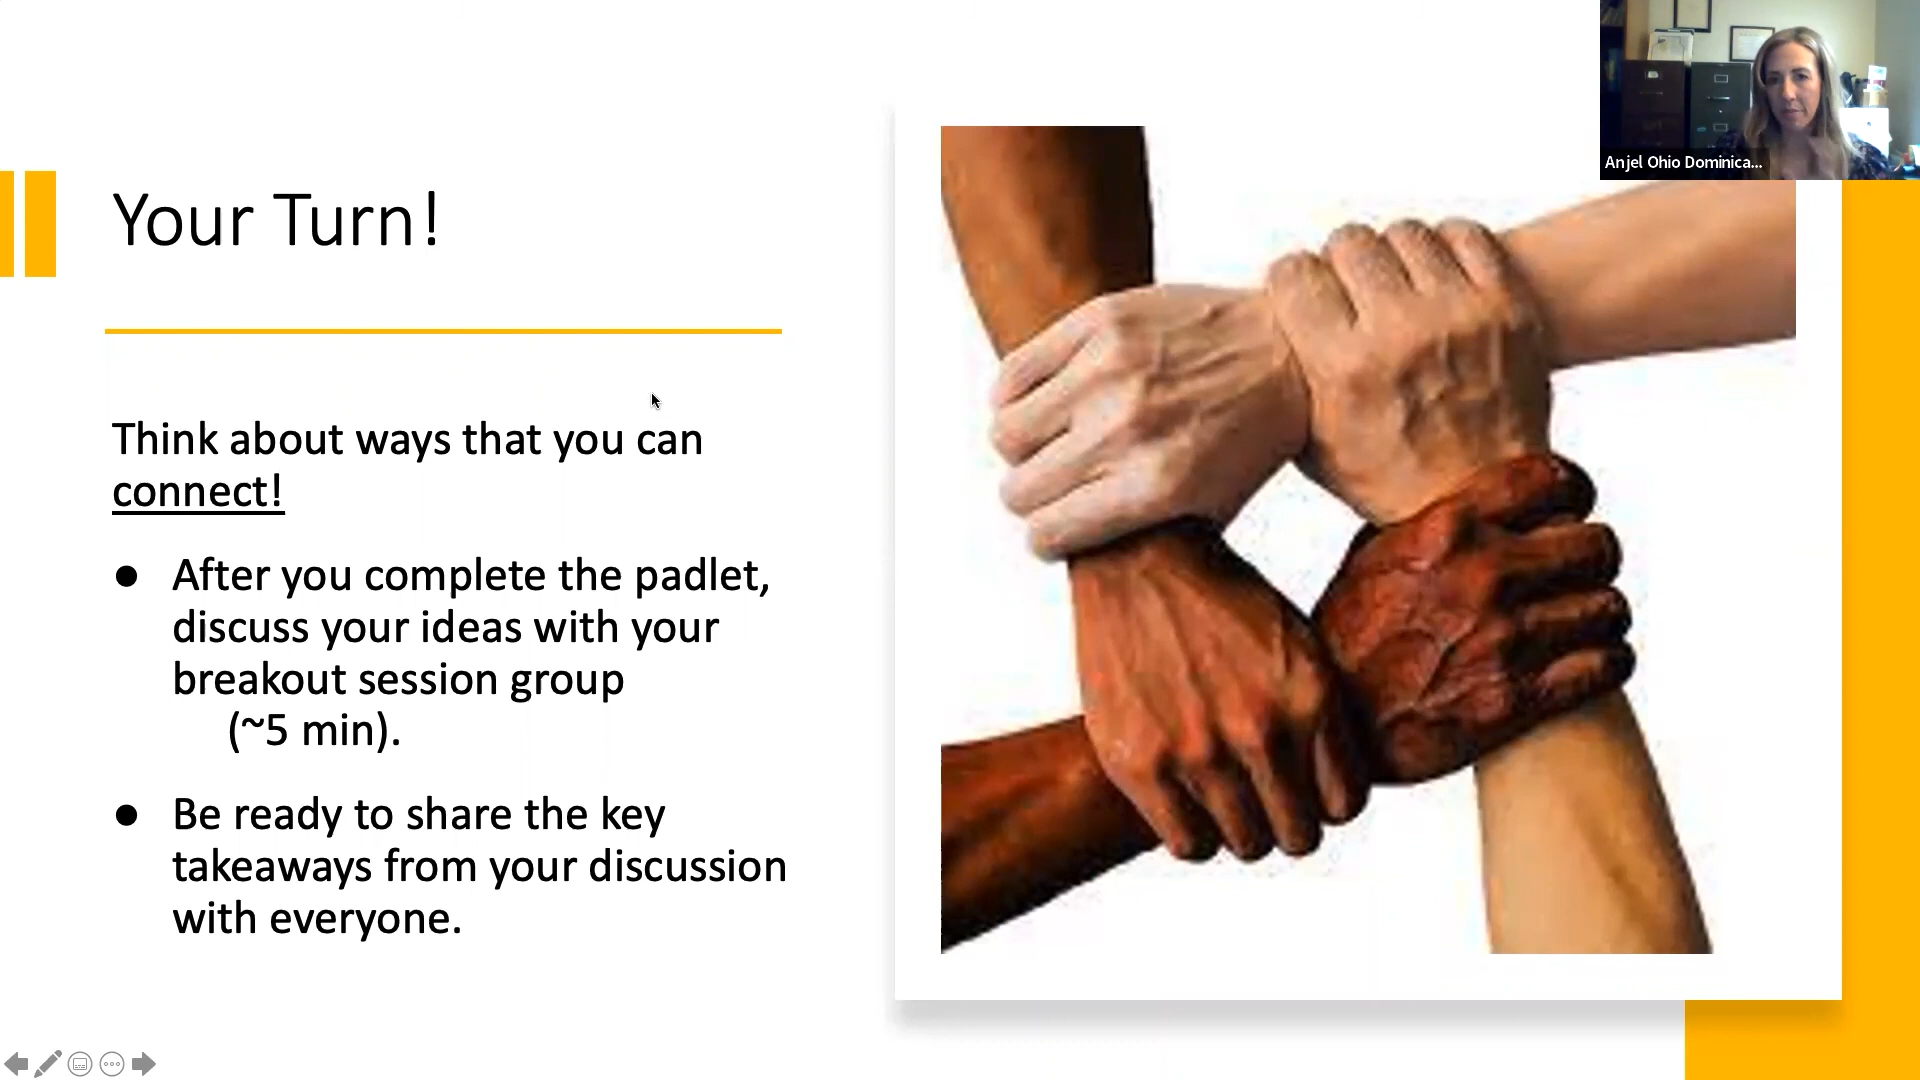 Anjel Ohio Dominica...
Your Turn!
Think about ways that you can
connect!
● After you complete the padlet,
discuss your ideas with your
breakout session group
(~5 min).
● Be ready to share the key
takeaways from your discussion
with everyone.